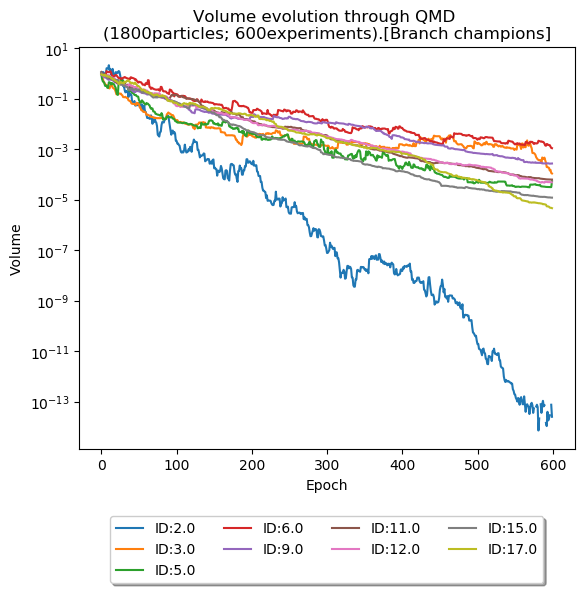 Volume evolution through QMD
(1800particles; 600experiments).[Branch champions]
10^1
10^-1
10^-3
10^-5
10^-7
10^-9
10^-11
10^-13
Volume
0 100 200 300 400 500 600
Epoch
ID:2.0 ID:6.0 ID:11.0 ID:15.0
ID:3.0 ID:9.0 ID:12.0 ID:17.0
ID:5.0